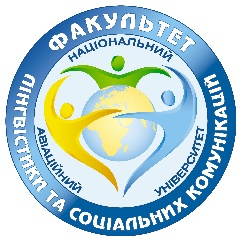 ФАКУЛЬТЕТ
ЛІНГВІСТИКИ ТА СОЦІАЛЬНИХ КОМУНІКАЦІЙ
НАЦІОНАЛЬНИЙ
АВІАЦІЙНИЙ
УНІВЕРСИТЕТ